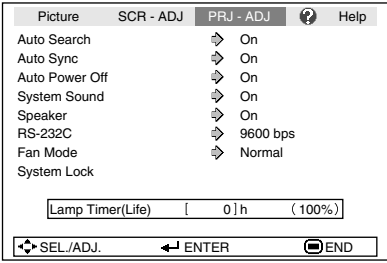 Picture SCR - ADJ PRJ - ADJ ? Help
Auto Search On
Auto Sync On
Auto Power Off On
System Sound On
Speaker On
RS-232C 9600 bps
Fan Mode Normal
System Lock
Lamp Timer(Life) [ 0] h (100%)
SEL./ADJ. ENTER END